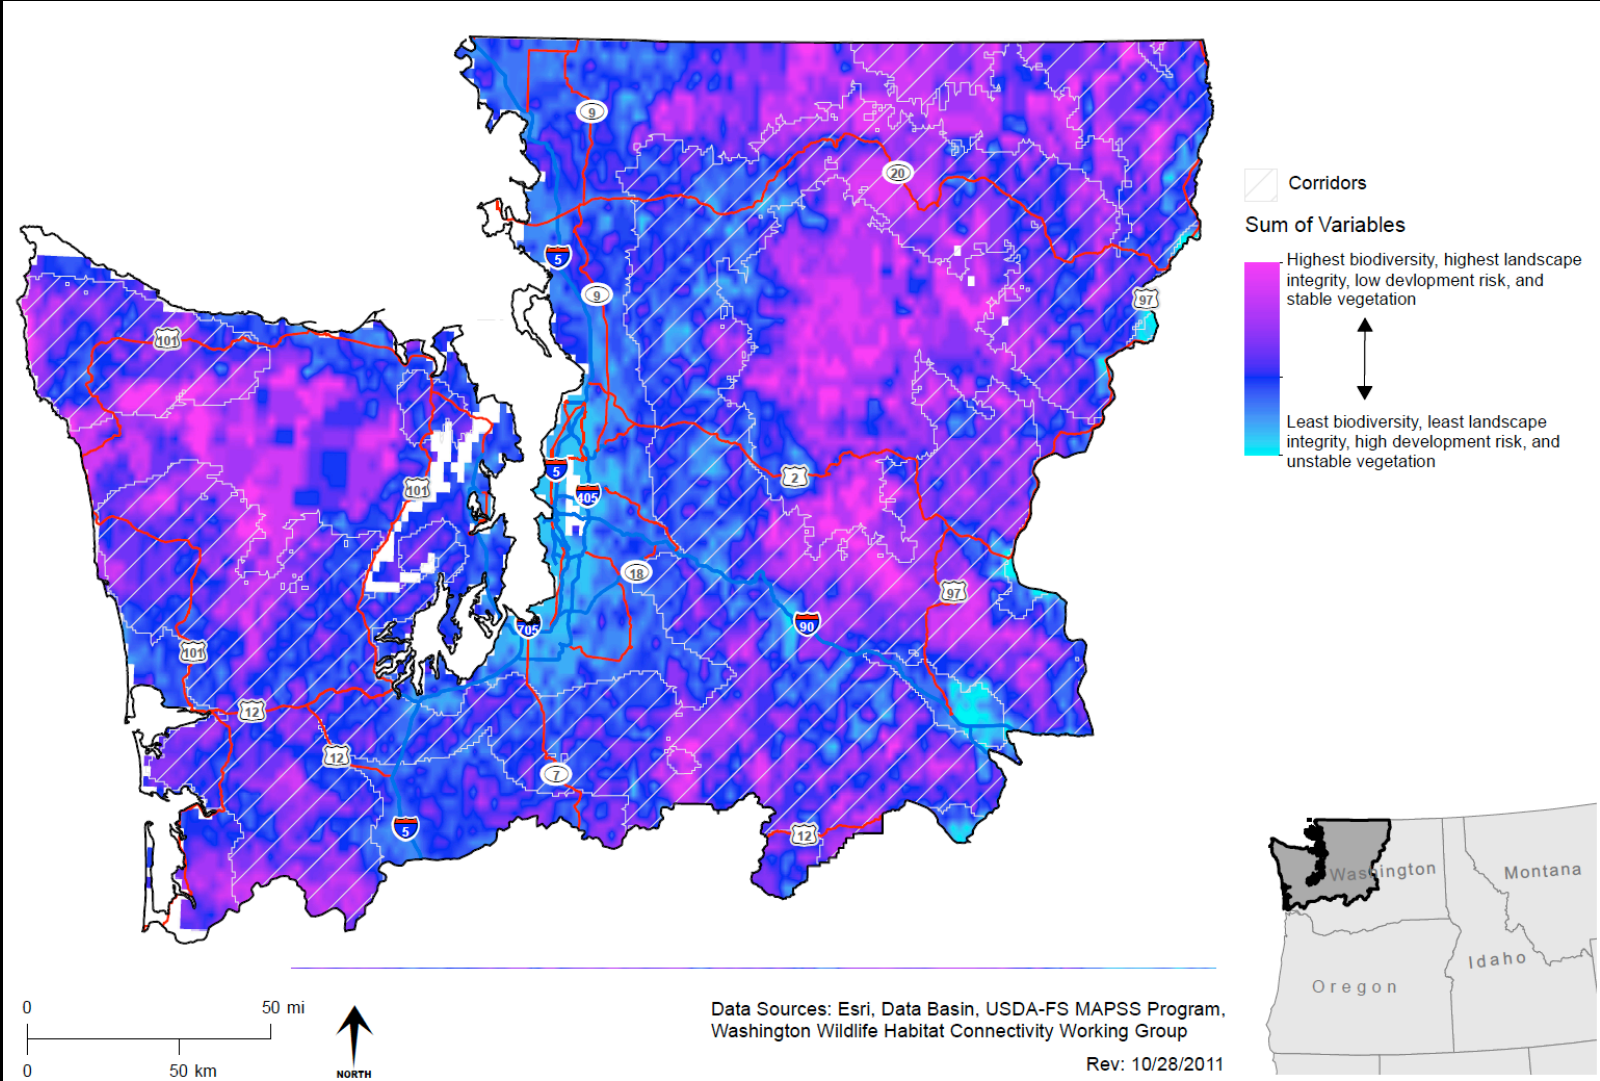 9
20
5
9
97
101
2
5
405
101
18
97
705
90
101
12
12
7
5
12
Corridors
Sum of Variables
Highest biodiversity, highest landscape
integrity, low devlopment risk, and
stable vegetation
Least biodiversity, least landscape
integrity, high development risk, and
unstable vegetation
Washington
Montana
Idaho
Oregon
0 50 mi
0 50 km
NORTH
Data Sources: Esri, Data Basin, USDA-FS MAPSS Program,
Washington Wildlife Habitat Connectivity Working Group
Rev: 10/28/2011